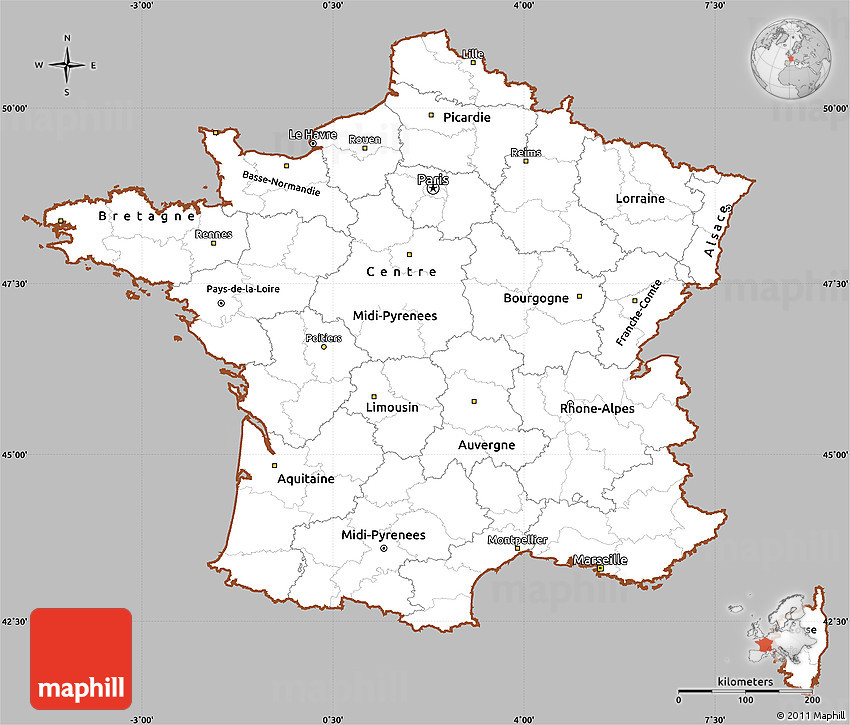 -3°00'
0°30'
4°00'
7°30'
N
W E
S
Lille
50°00'
50°00'
maphill
Picardie
Le Havre
Rouen
Reims
Basse-Normandie
Paris
Lorraine
Bretagne
Alsace
Rennes
Centre
47°30'
47°30'
maphill
Pays-de-la-Loire
Bourgogne
Franche-Comte
Midi-Pyrenees
Poitiers
Limousin
Rhone-Alpes
Auvergne
45°00'
45°00'
Aquitaine
Midi-Pyrenees
Montpellier
Marseille
maphill
42°30'
42°30'
maphill
kilometers
0 100 200
-3°00'
0°30'
4°00'
7°30'
© 2011 Maphill